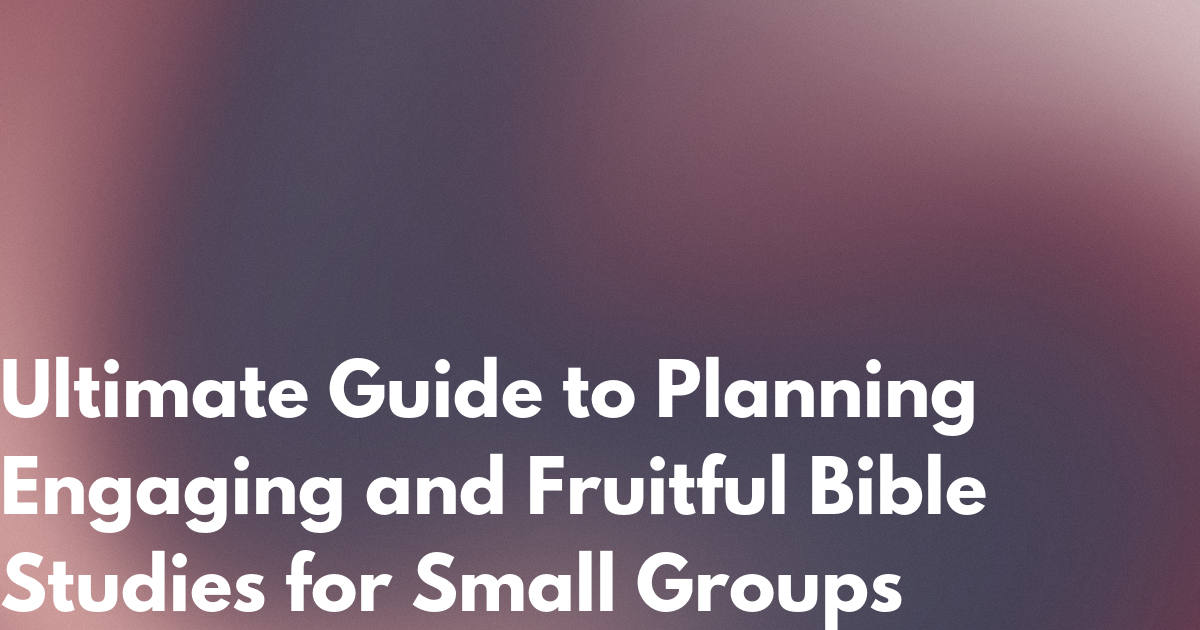 Ultimate Guide to Planning
Engaging and Fruitful Bible
Studies for Small Groups